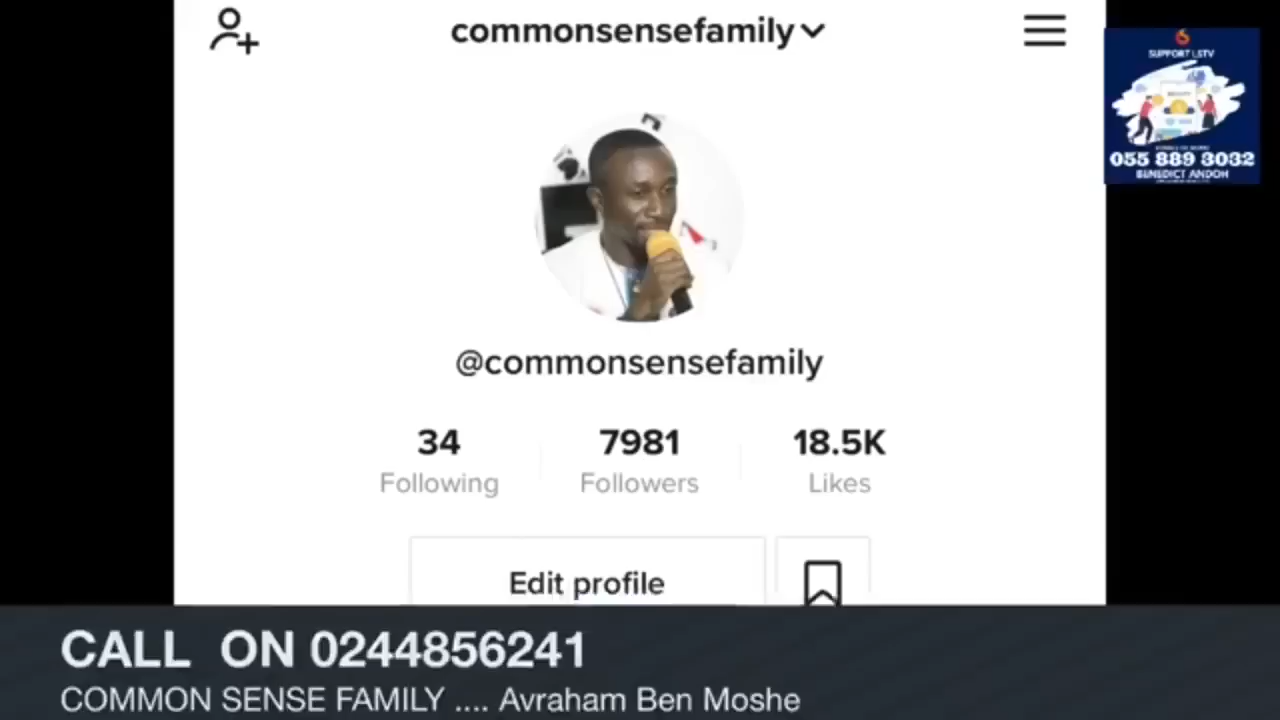 commonsensefamily
SUPPORT LSTV
055 889 3032
BENEDICT ANDOH
@commonsensefamily
34
7981
18.5K
Following
Followers
Likes
Edit profile
CALL ON 0244856241
COMMON SENSE FAMILY .... Avraham Ben Moshe